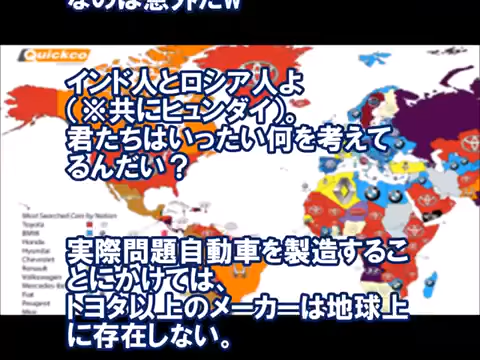 なのは意外だw
Quickco
インド人とロシア人よ
(※共にヒュンダイ)。
君たちはいったい何を考えて
るんだい？
Most Searched Cars by Nation
Toyota
BMW
Honda
Hyundai
Chevrolet
Renault
Volkswagen
Mercedes-Be
Fiat
Peugeot
実際問題自動車を製造するこ
とにかけては、
トヨタ以上のメーカーは地球上
に存在しない。